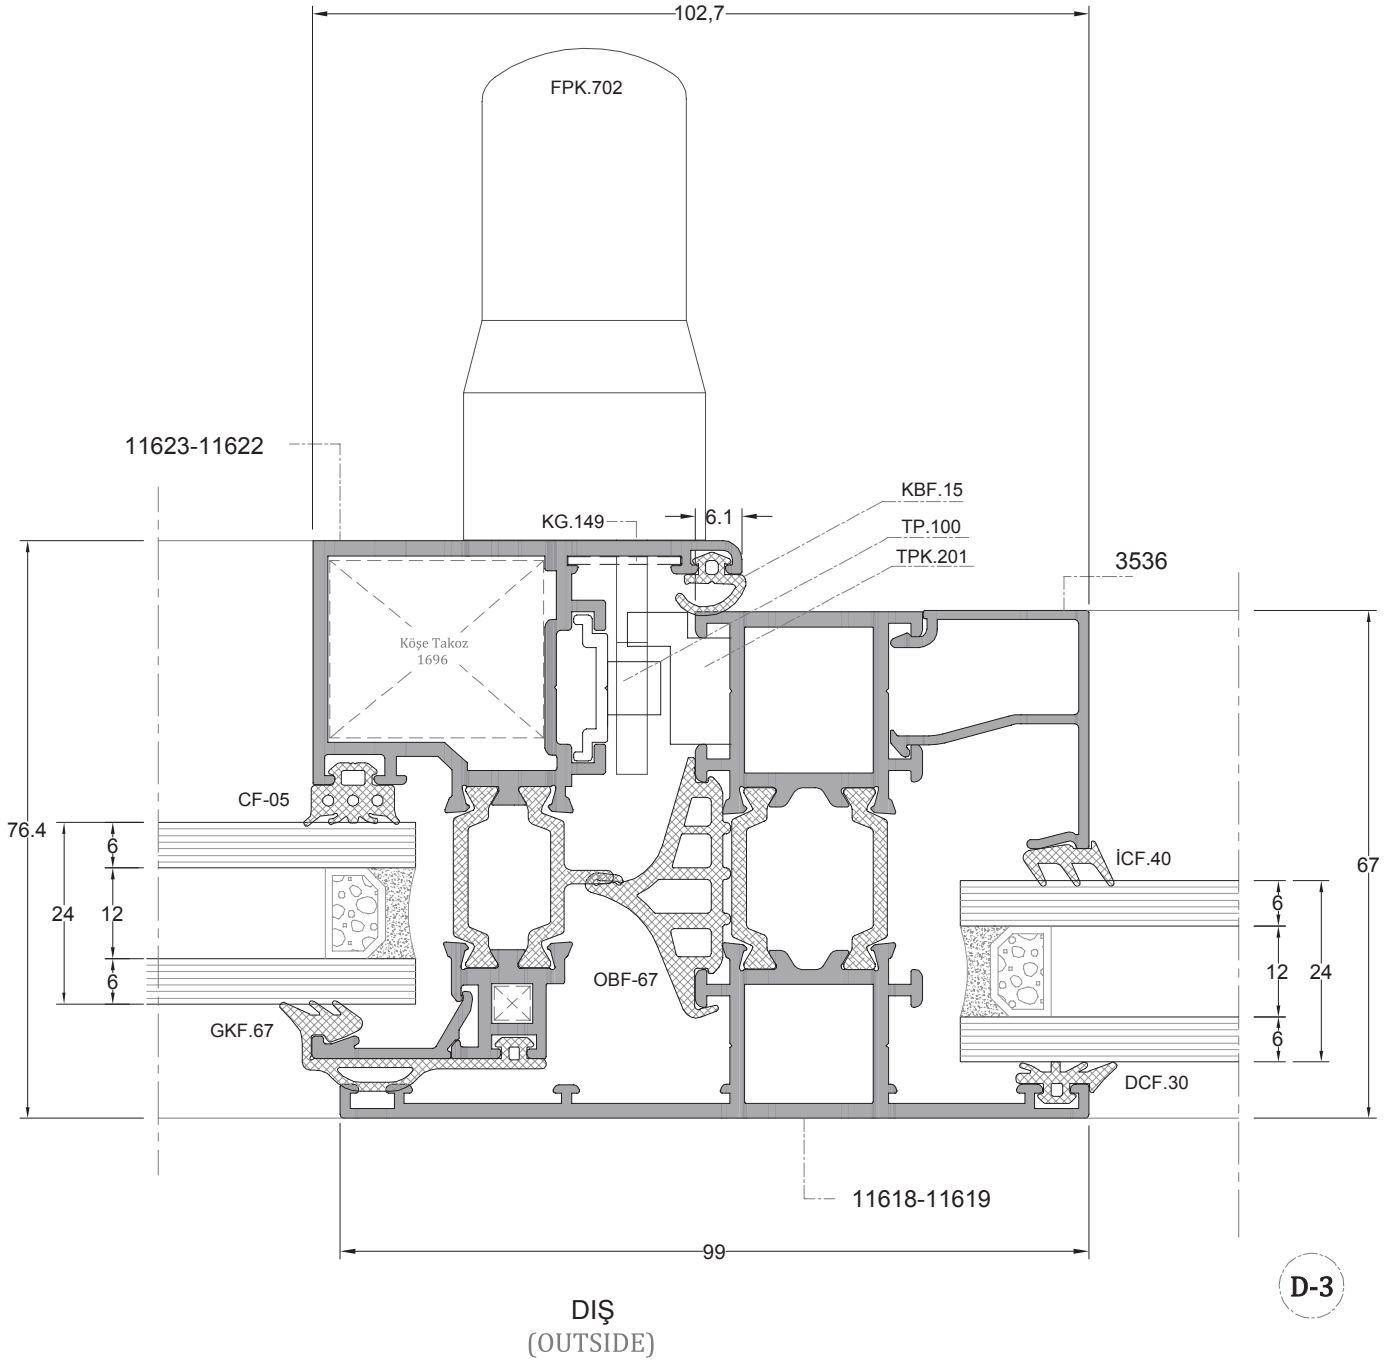 102,7
FPK.702
11623-11622
KBF.15
KG.149
6.1
TP.100
TPK.201
3536
Köşe Takoz
1696
CF-05
76.4
6
24
12
6
GKF.67
OBF-67
İCF.40
67
6
12
24
6
DCF.30
11618-11619
99
D-3
DIŞ
(OUTSIDE)